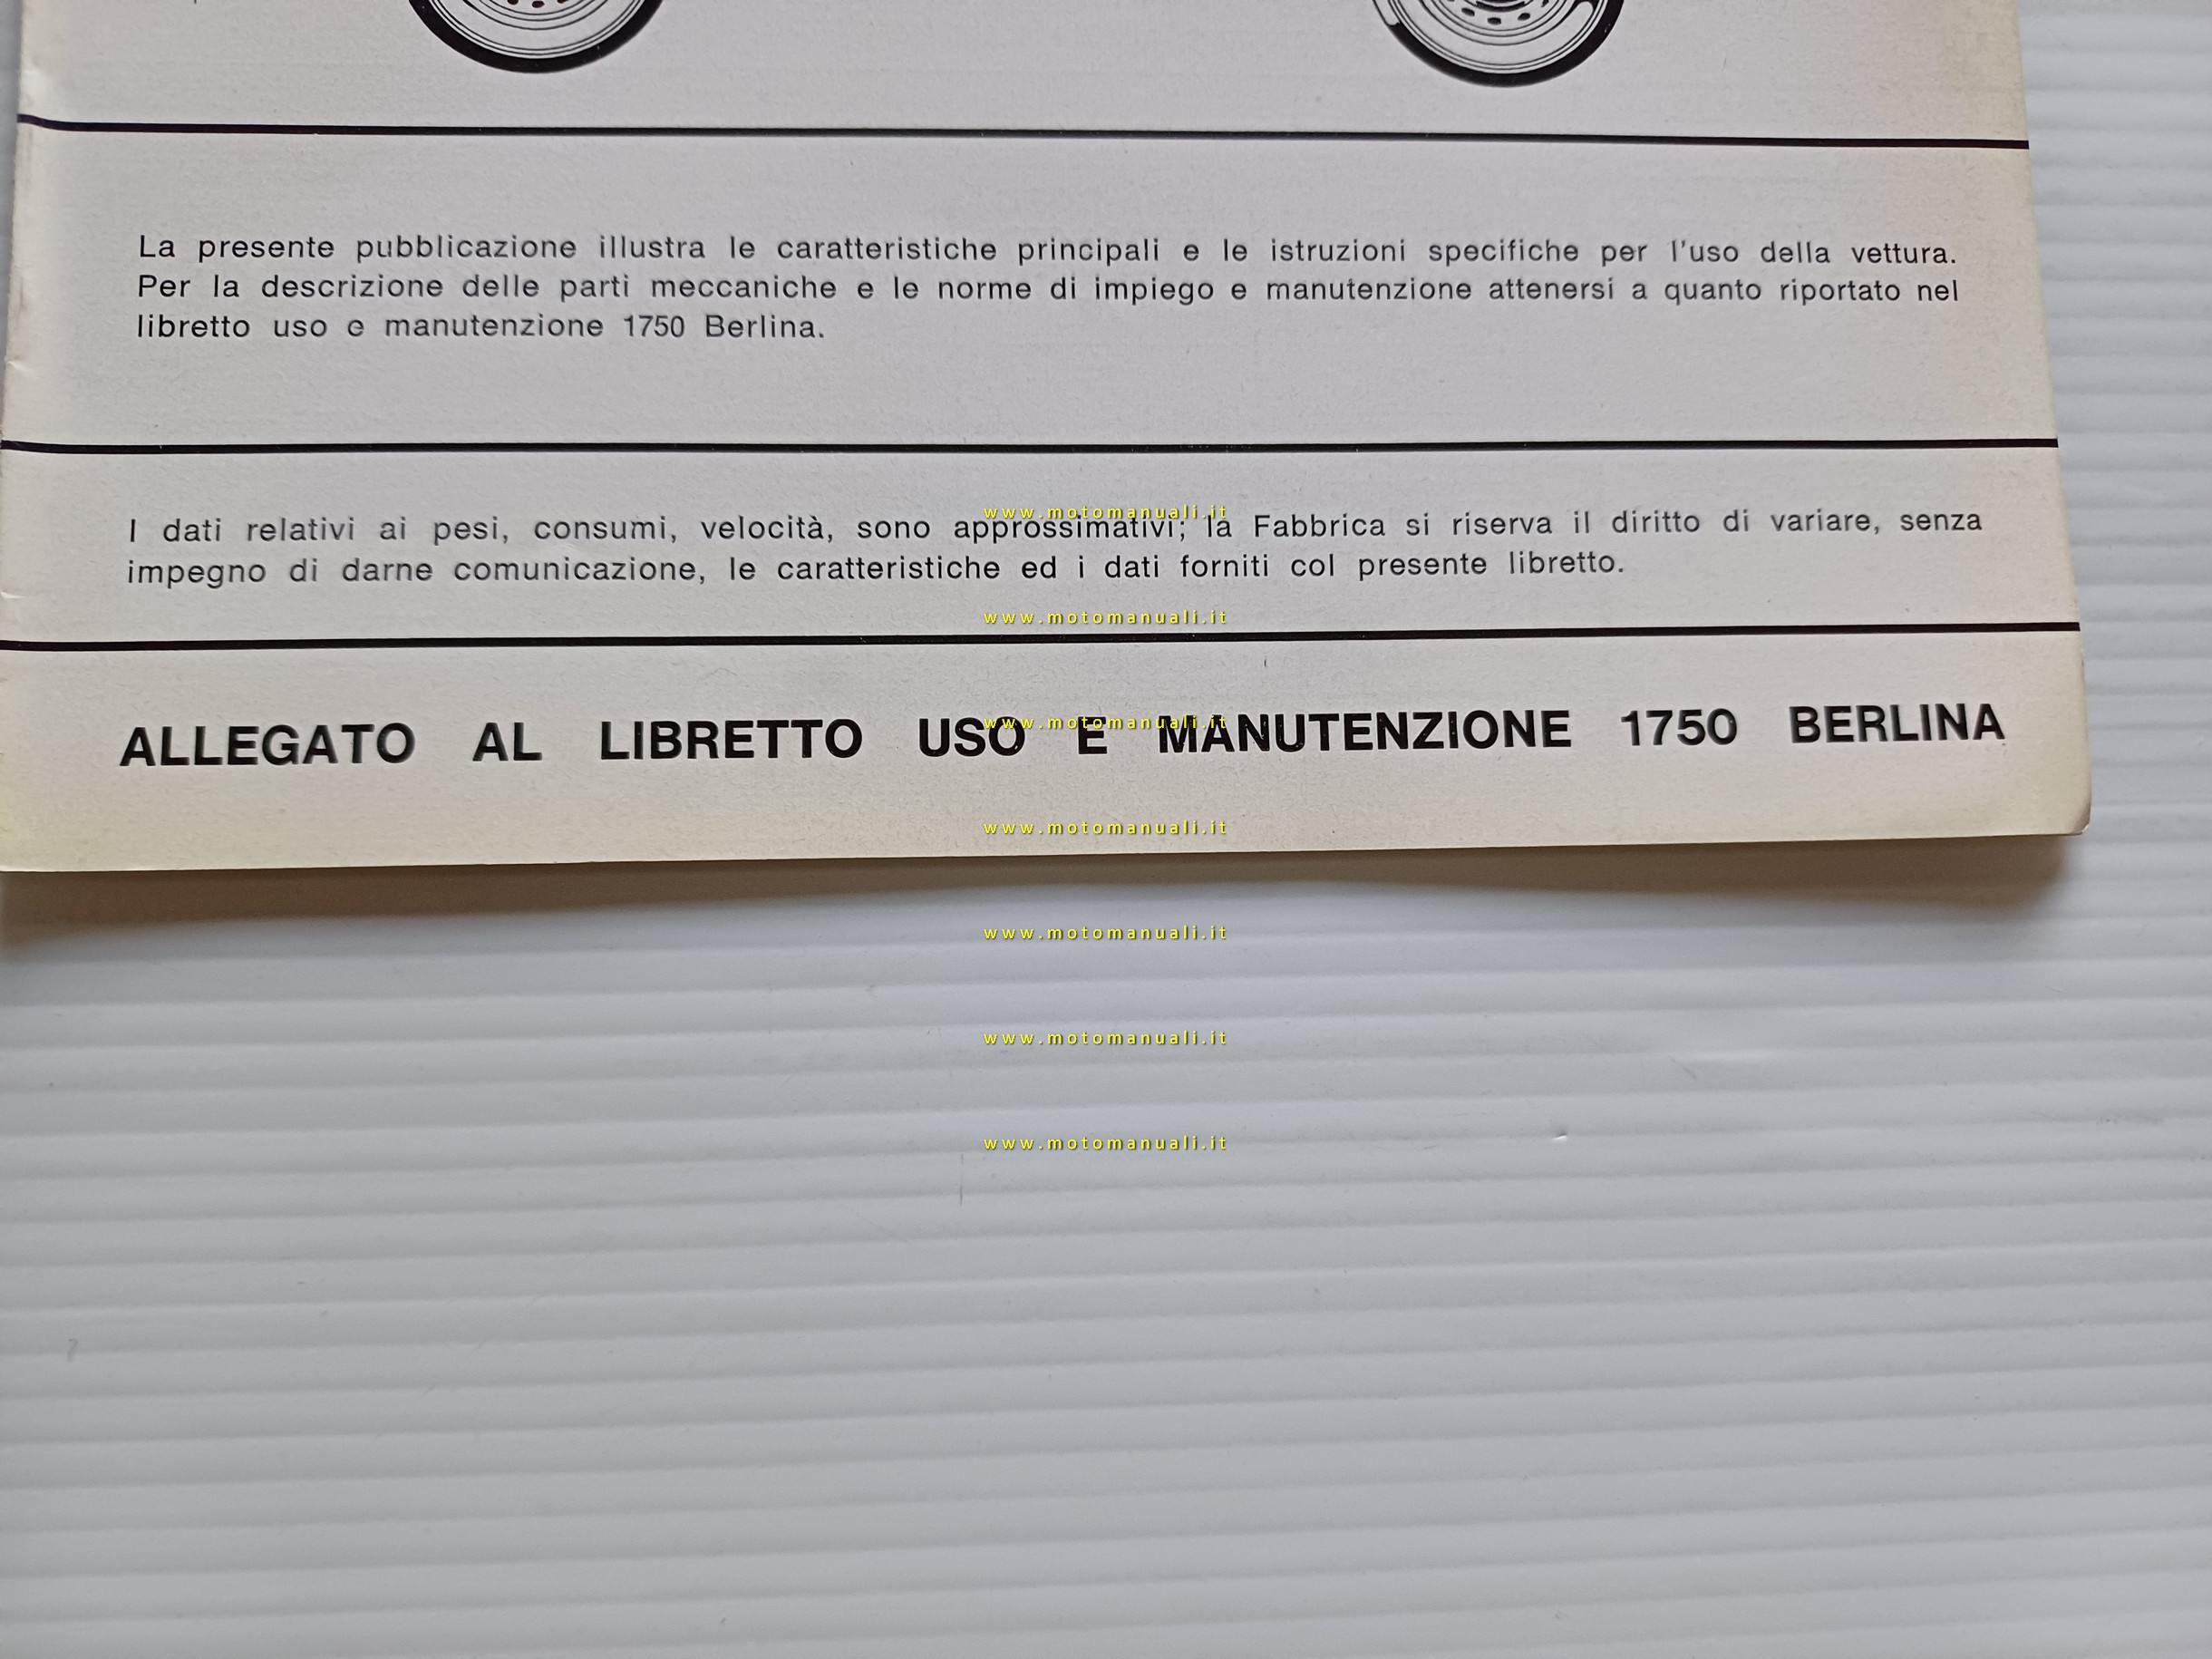 La presente pubblicazione illustra le caratteristiche principali e le istruzioni specifiche per l'uso della vettura.
Per la descrizione delle parti meccaniche e le norme di impiego e manutenzione attenersi a quanto riportato nel
libretto uso e manutenzione 1750 Berlina.
www.motomanuali.it
I dati relativi ai pesi, consumi, velocità, sono approssimativi; la Fabbrica si riserva il diritto di variare, senza
impegno di darne comunicazione, le caratteristiche ed i dati forniti col presente libretto.
www.motomanuali.it
www.motomanuali.it
ALLEGATO AL LIBRETTO USO E MANUTENZIONE 1750 BERLINA
www.motomanuali.it
www.motomanuali.it
www.motomanuali.it
www.motomanuali.it